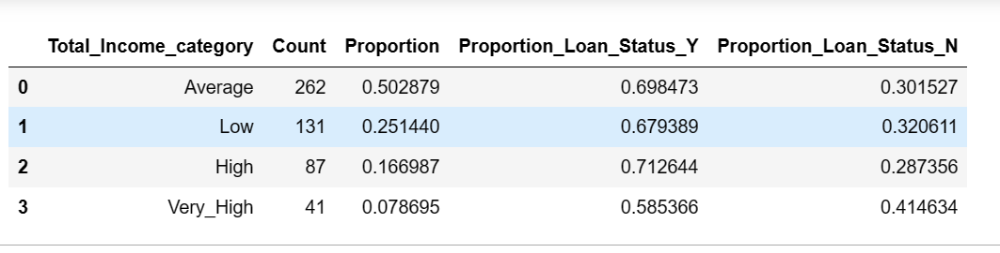 Total_Income_category Count Proportion Proportion_Loan_Status_Y Proportion_Loan_Status_N
0 Average 262 0.502879 0.698473 0.301527
1 Low 131 0.251440 0.679389 0.320611
2 High 87 0.166987 0.712644 0.287356
3 Very_High 41 0.078695 0.585366 0.414634